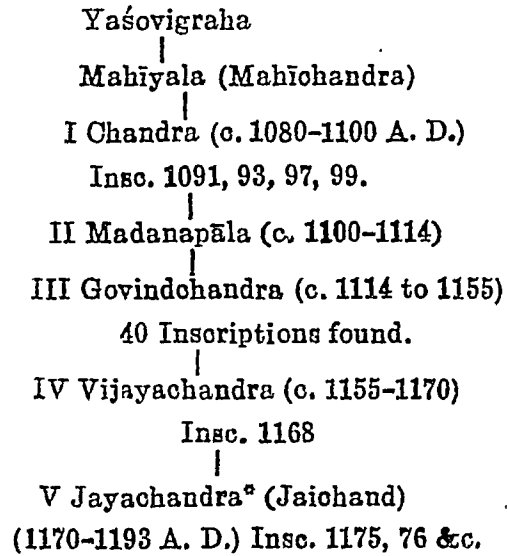 Yaśovigraha
Mahīyala (Mahīchandra)
I Chandra (c. 1080-1100 A. D.)
Insc. 1091, 93, 97, 99.
II Madanapāla (c. 1100-1114)
III Govindchandra (c. 1114 to 1155)
40 Inscriptions found.
IV Vijayachandra (c. 1155-1170)
Insc. 1168
V Jayachandra* (Jaichand)
(1170-1193 A. D.) Insc. 1175, 76 &c.